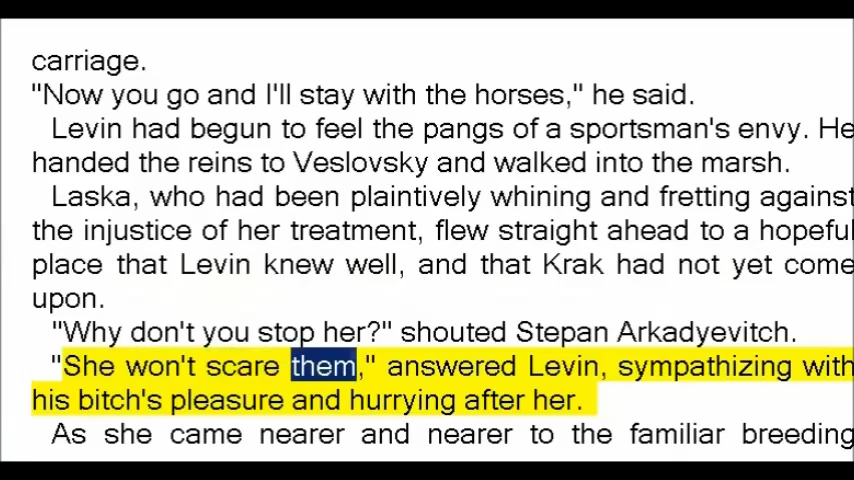 carriage.
"Now you go and I'll stay with the horses," he said.
Levin had begun to feel the pangs of a sportsman's envy. He
handed the reins to Veslovsky and walked into the marsh.
Laska, who had been plaintively whining and fretting against
the injustice of her treatment, flew straight ahead to a hopeful
place that Levin knew well, and that Krak had not yet come
upon.
"Why don't you stop her?" shouted Stepan Arkadyevitch.
"She won't scare them," answered Levin, sympathizing with
his bitch's pleasure and hurrying after her.
As she came nearer and nearer to the familiar breeding